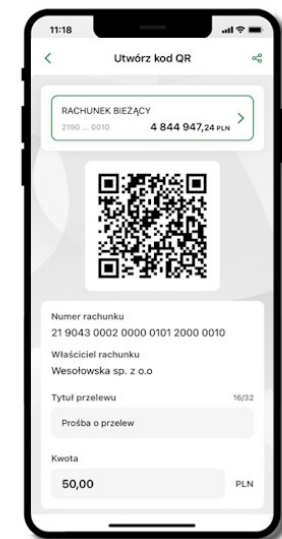 11:18
Utwórz kod QR
RACHUNEK BIEŻĄCY
2190 ... 0010 4 844 947,24 PLN
Numer rachunku
21 9043 0002 0000 0101 2000 0010
Właściciel rachunku
Wesołowska sp. z o.o
Tytuł przelewu 16/32
Prośba o przelew
Kwota
50,00 PLN